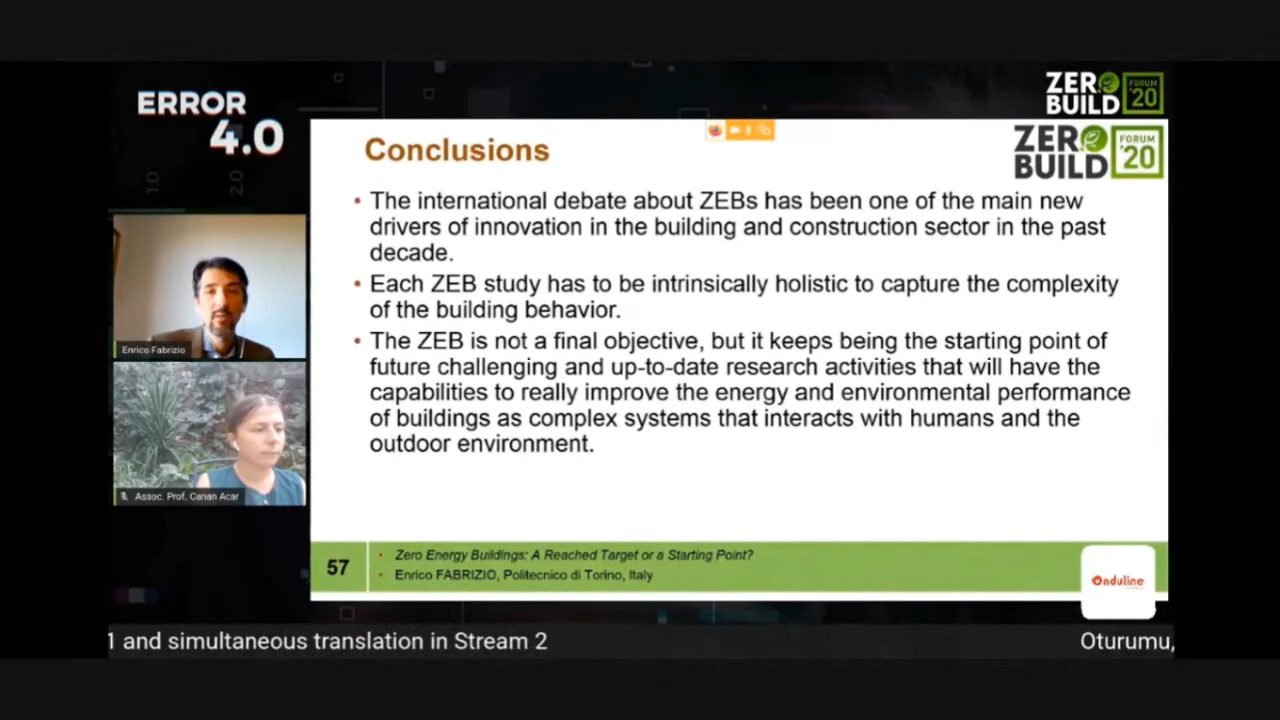 ERROR
4.0
1.0
2.0
ZERO
BUILD
FORUM
'20
ZERO
BUILD
FORUM
'20
Conclusions
• The international debate about ZEBs has been one of the main new
drivers of innovation in the building and construction sector in the past
decade.
• Each ZEB study has to be intrinsically holistic to capture the complexity
of the building behavior.
• The ZEB is not a final objective, but it keeps being the starting point of
future challenging and up-to-date research activities that will have the
capabilities to really improve the energy and environmental performance
of buildings as complex systems that interacts with humans and the
outdoor environment.
Enrico Fabrizio
Assoc. Prof. Canan Acar
57
• Zero Energy Buildings: A Reached Target or a Starting Point?
• Enrico FABRIZIO, Politecnico di Torino, Italy
Onduline
1 and simultaneous translation in Stream 2
Oturumu,